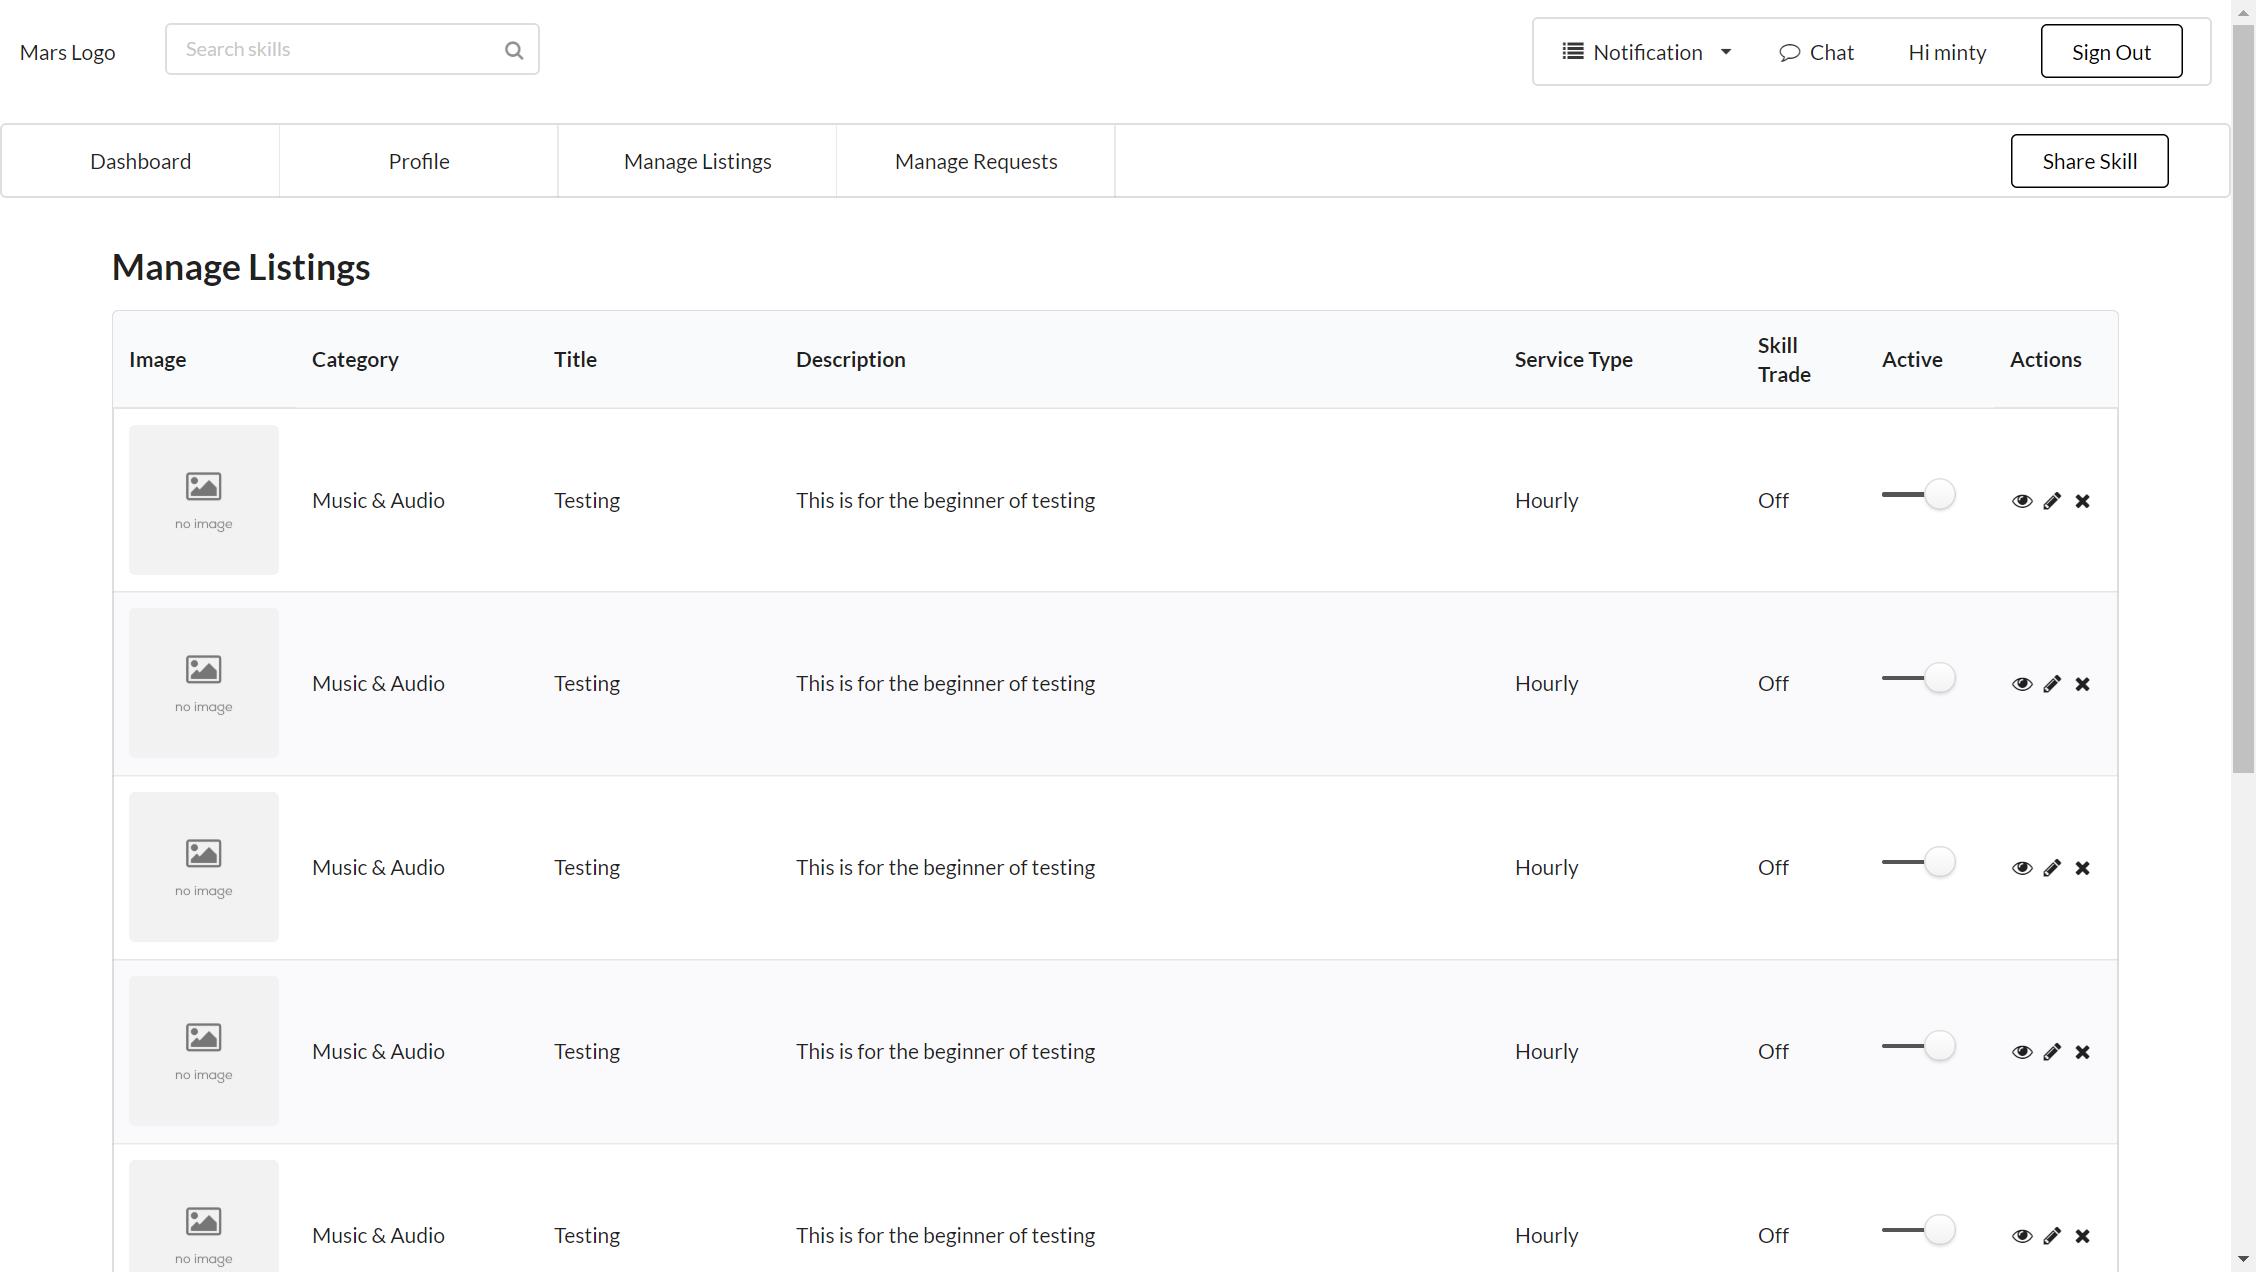 Mars Logo
Search skills
Notification
Chat
Hi minty
Sign Out
Dashboard
Profile
Manage Listings
Manage Requests
Share Skill
Manage Listings
Image Category Title Description Service Type Skill Trade Active Actions
no image
Music & Audio Testing This is for the beginner of testing Hourly Off
no image
Music & Audio Testing This is for the beginner of testing Hourly Off
no image
Music & Audio Testing This is for the beginner of testing Hourly Off
no image
Music & Audio Testing This is for the beginner of testing Hourly Off
no image
Music & Audio Testing This is for the beginner of testing Hourly Off